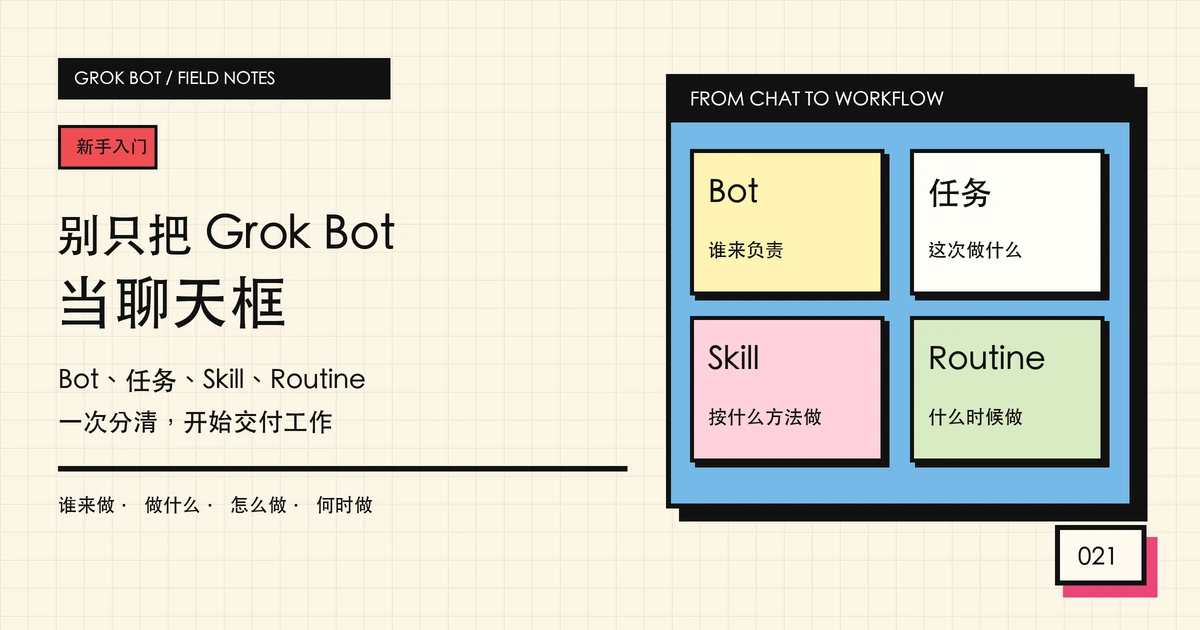 GROK BOT / FIELD NOTES
新手入门
别只把 Grok Bot
当聊天框
Bot、任务、Skill、Routine
一次分清，开始交付工作
谁来做 · 做什么 · 怎么做 · 何时做
FROM CHAT TO WORKFLOW
Bot
谁来负责
任务
这次做什么
Skill
按什么方法做
Routine
什么时候做
021